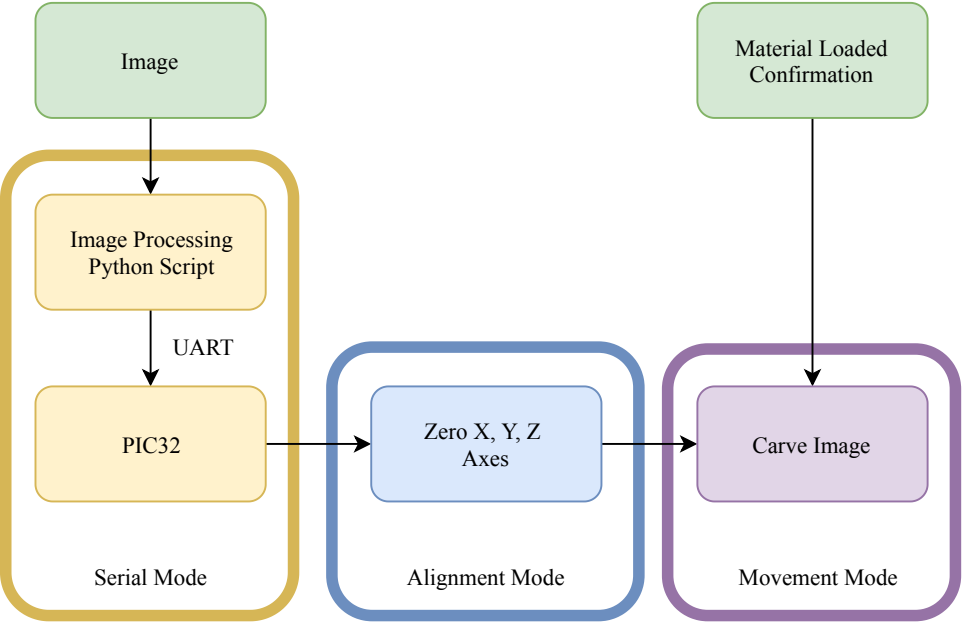 Image
Material Loaded
Confirmation
Image Processing
Python Script
UART
PIC32
Zero X, Y, Z
Axes
Carve Image
Serial Mode
Alignment Mode
Movement Mode